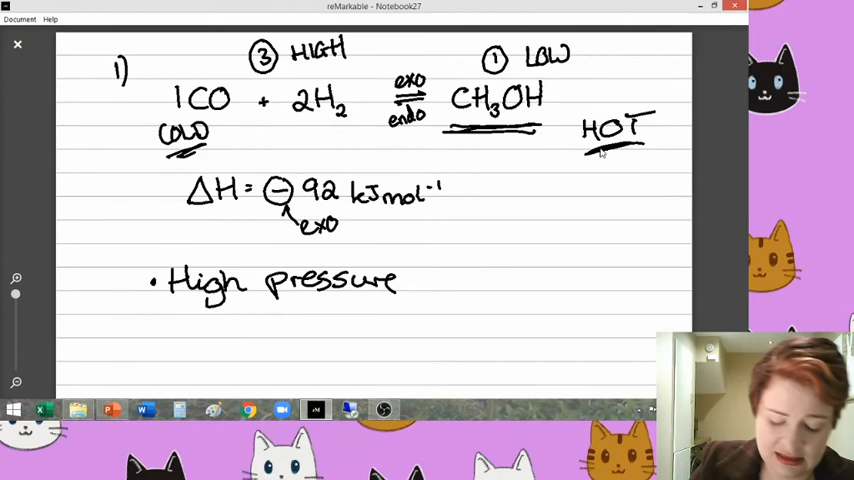 reMarkable - Notebook27
Document Help
③ HIGH ① LOW
1)
1CO + 2H₂ exo ⇌ endo CH₃OH
COLD HOT
ΔH = ⊖ 92 kJmol⁻¹
exo
• High pressure